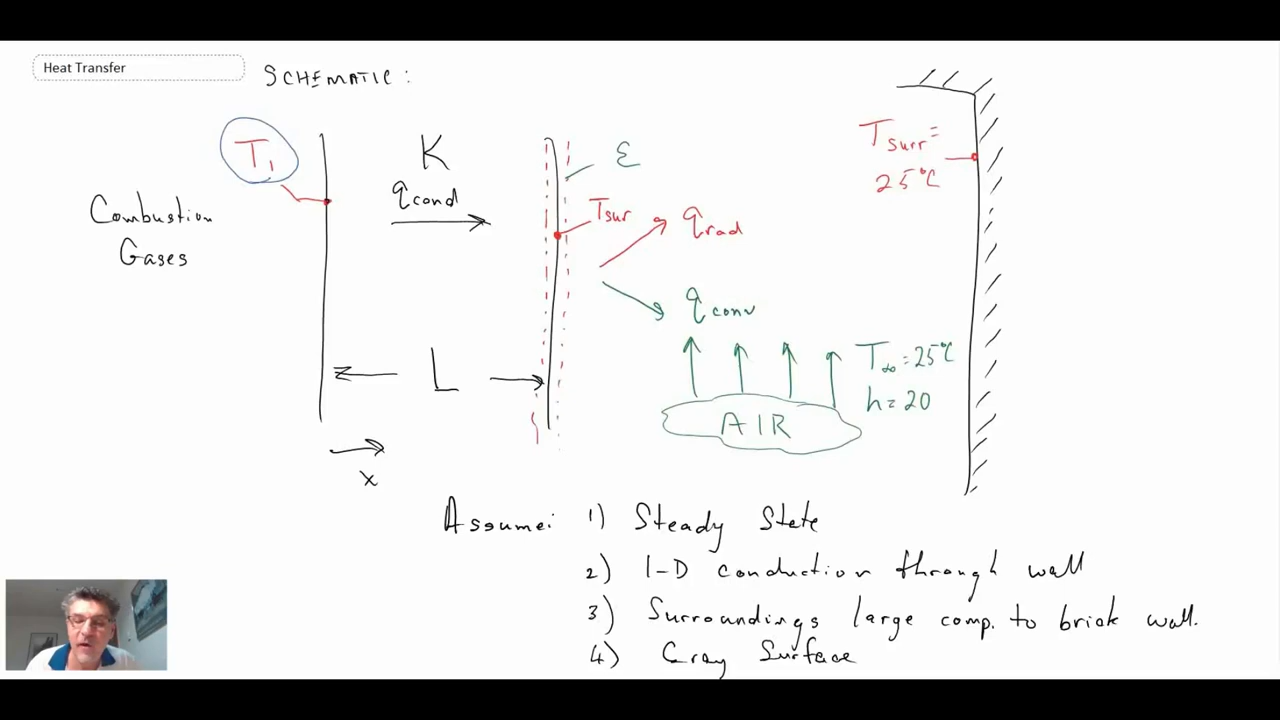 Heat Transfer
SCHEMATIC:
T1
K
ε
Tsurr =
25°C
qcond
Tsur
qrad
Combustion
Gases
qconv
L
T∞ = 25°C
h = 20
AIR
x
Assume: 1) Steady State
2) 1-D conduction through wall
3) Surroundings large comp. to brick wall.
4) Gray Surface